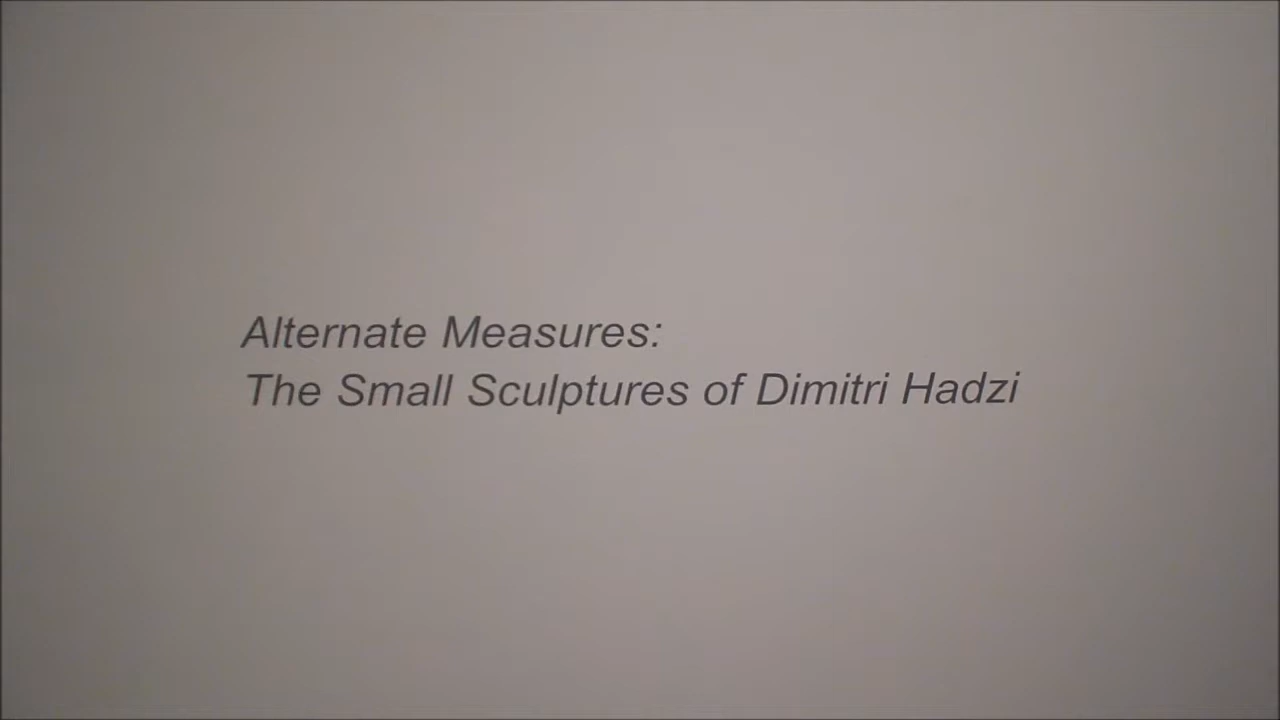 Alternate Measures:
The Small Sculptures of Dimitri Hadzi